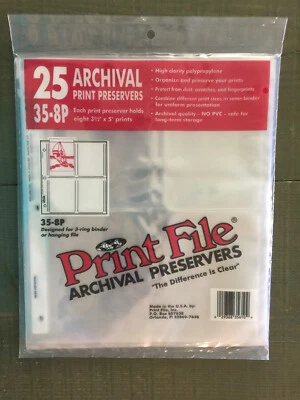 25 ARCHIVAL
PRINT PRESERVERS
35-8P
Each print preserver holds
eight 3½" x 5" prints
• High clarity polypropylene
• Organize and preserve your prints
• Protect from dust, scratches, and fingerprints
• Combine different print sizes in same binder
for uniform presentation
• Archival quality – NO PVC – safe for
long-term storage
35-8P
Designed for 3-ring binder
or hanging file
Print File®
ARCHIVAL PRESERVERS
"The Difference is Clear"
Made in the U.S.A. by:
Print File, Inc.
P.O. Box 607638
Orlando, Fl 32860-7638